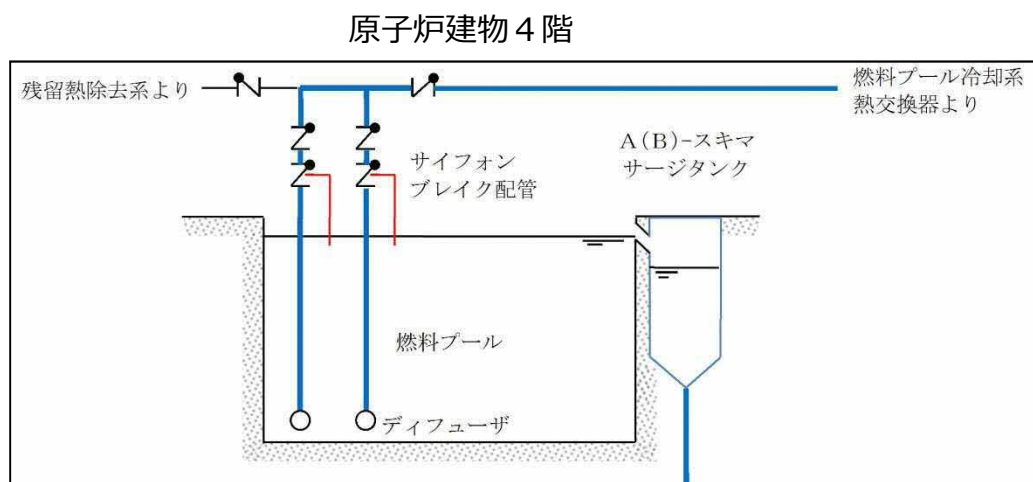 原子炉建物4階
残留熱除去系より
燃料プール冷却系
熱交換器より
A(B)-スキマ
サージタンク
サイフォン
ブレイク配管
燃料プール
ディフューザ